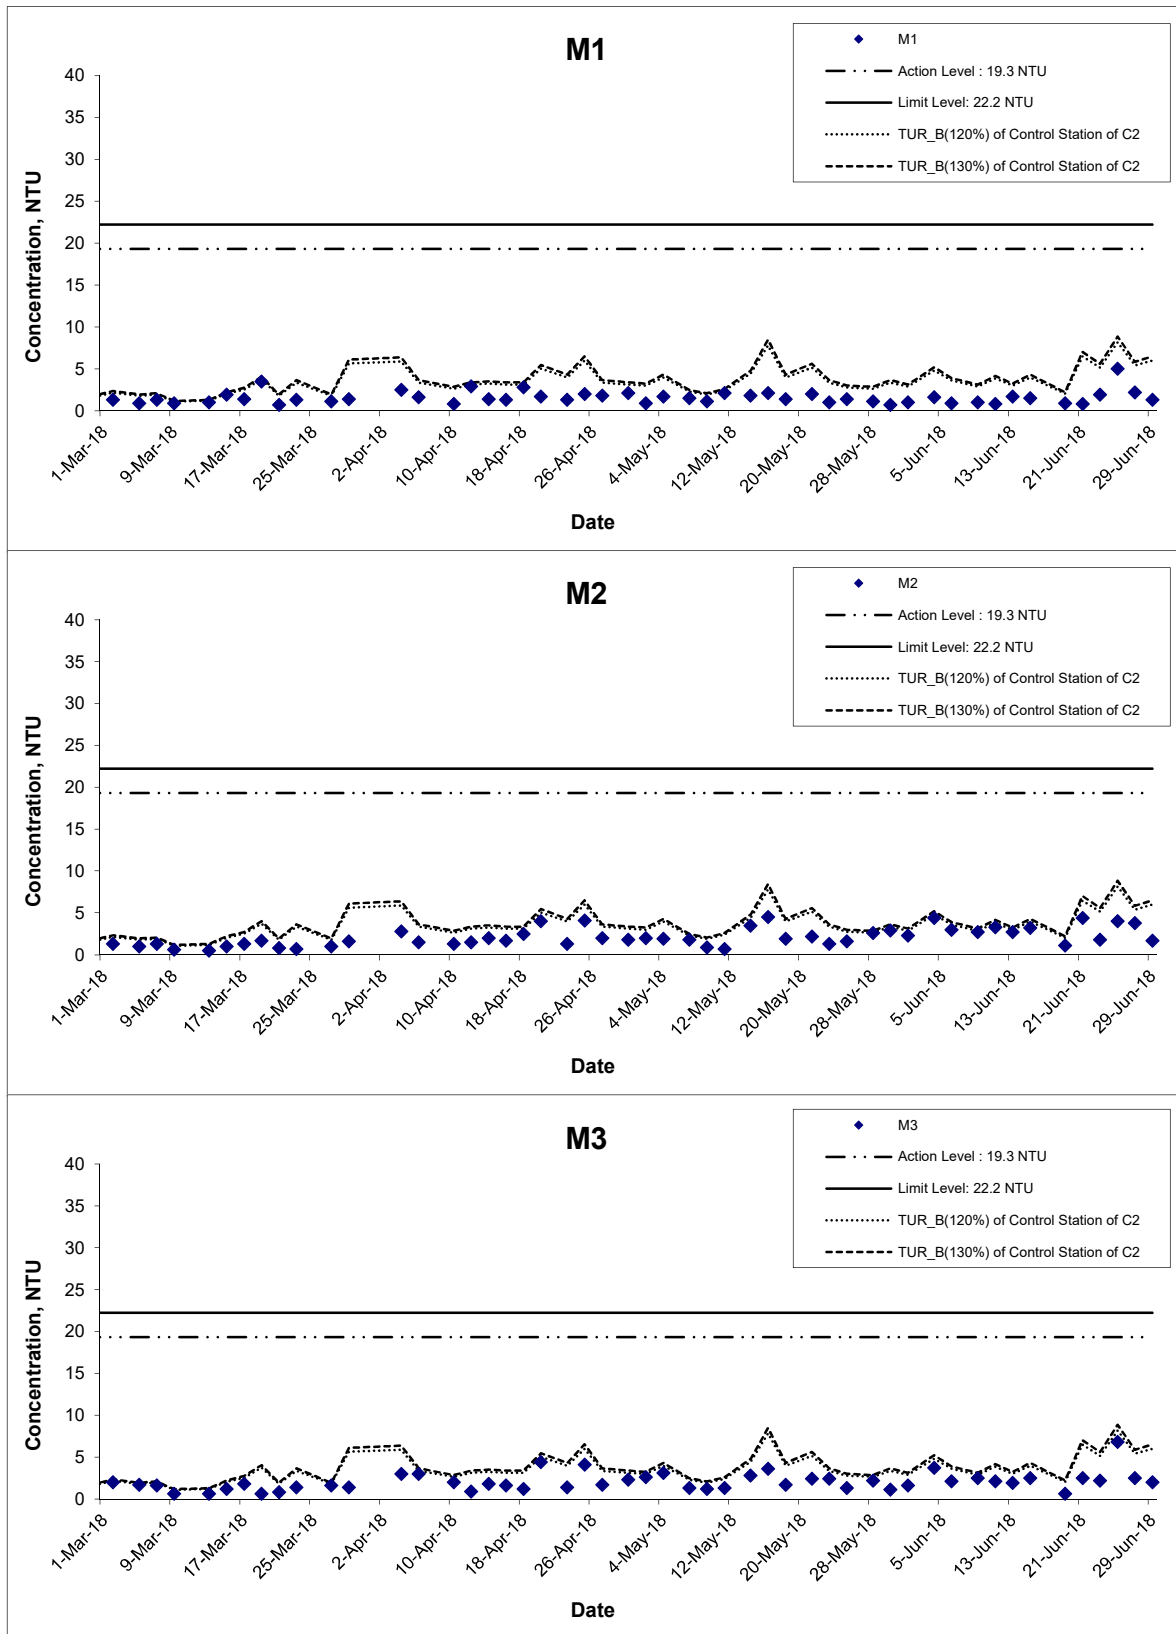 M1
M1
Action Level : 19.3 NTU
Limit Level: 22.2 NTU
TUR_B(120%) of Control Station of C2
TUR_B(130%) of Control Station of C2
Concentration, NTU
40
35
30
25
20
15
10
5
0
1-Mar-18
9-Mar-18
17-Mar-18
25-Mar-18
2-Apr-18
10-Apr-18
18-Apr-18
26-Apr-18
4-May-18
12-May-18
20-May-18
28-May-18
5-Jun-18
13-Jun-18
21-Jun-18
29-Jun-18
Date
M2
M2
Action Level : 19.3 NTU
Limit Level: 22.2 NTU
TUR_B(120%) of Control Station of C2
TUR_B(130%) of Control Station of C2
Concentration, NTU
40
35
30
25
20
15
10
5
0
1-Mar-18
9-Mar-18
17-Mar-18
25-Mar-18
2-Apr-18
10-Apr-18
18-Apr-18
26-Apr-18
4-May-18
12-May-18
20-May-18
28-May-18
5-Jun-18
13-Jun-18
21-Jun-18
29-Jun-18
Date
M3
M3
Action Level : 19.3 NTU
Limit Level: 22.2 NTU
TUR_B(120%) of Control Station of C2
TUR_B(130%) of Control Station of C2
Concentration, NTU
40
35
30
25
20
15
10
5
0
1-Mar-18
9-Mar-18
17-Mar-18
25-Mar-18
2-Apr-18
10-Apr-18
18-Apr-18
26-Apr-18
4-May-18
12-May-18
20-May-18
28-May-18
5-Jun-18
13-Jun-18
21-Jun-18
29-Jun-18
Date